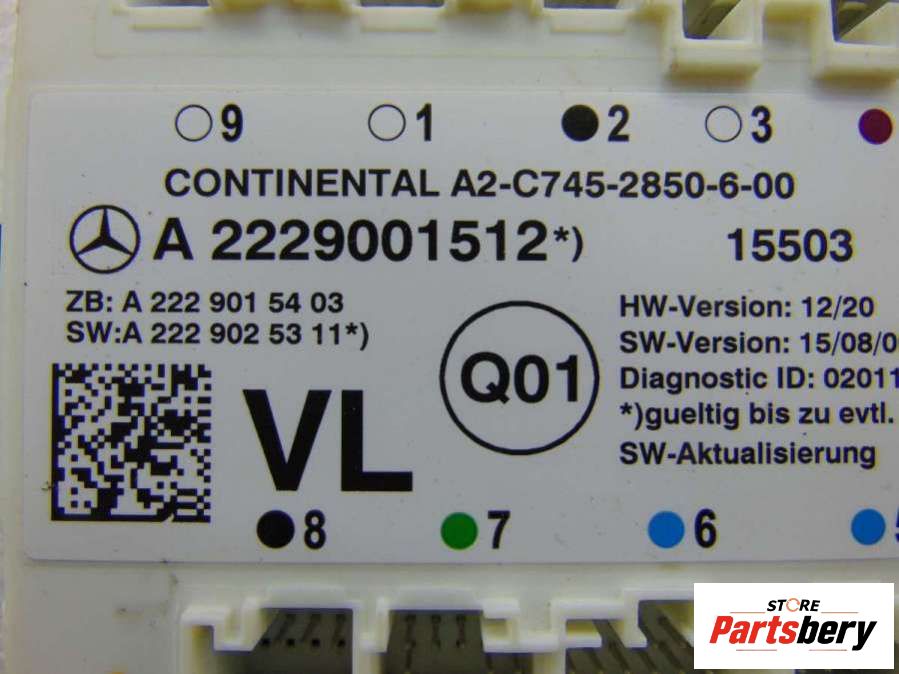 9 1 2 3
CONTINENTAL A2-C745-2850-6-00
A 2229001512*) 15503
ZB: A 222 901 54 03
SW:A 222 902 53 11*)
HW-Version: 12/20
SW-Version: 15/08/0
Diagnostic ID: 02011
*)gueltig bis zu evtl.
SW-Aktualisierung
Q01
VL
8 7 6 5
STORE
Partsbery